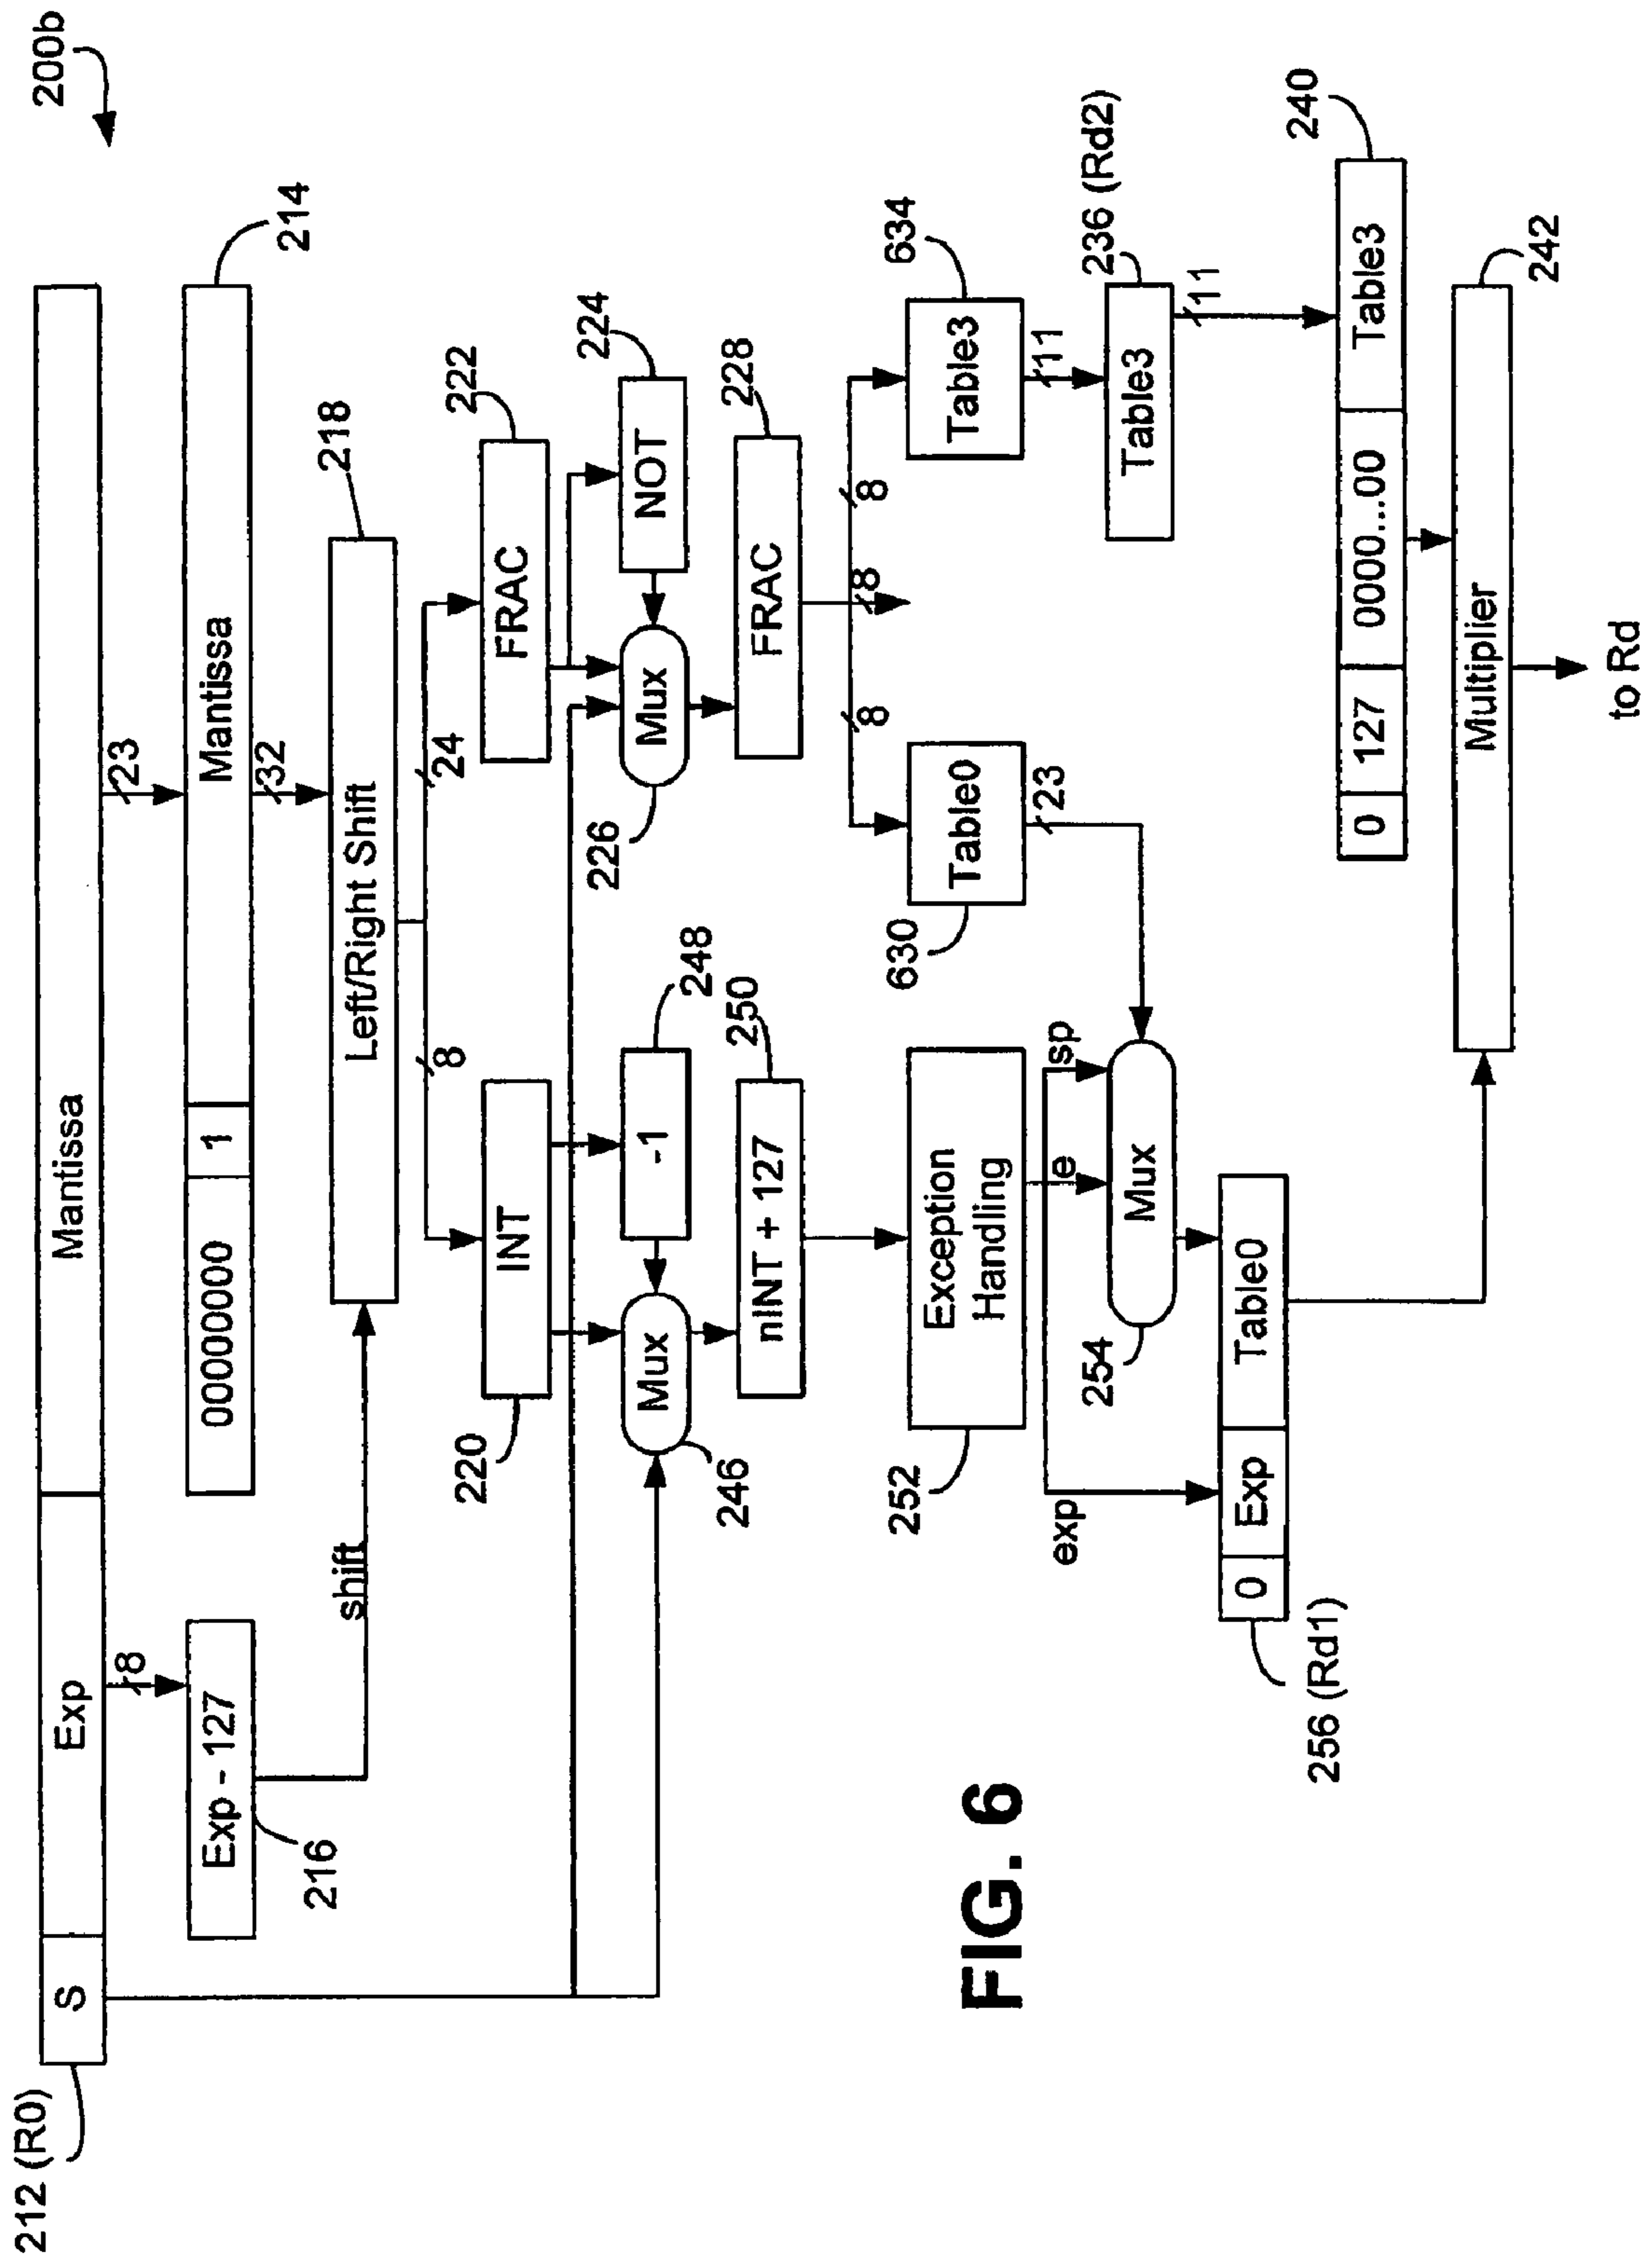 200b
212 (R0)
S
Exp
Mantissa
8
23
Exp - 127
216
00000000
1
Mantissa
214
32
shift
Left/Right Shift
218
8
24
INT
220
FRAC
222
-1
248
NOT
224
Mux
246
Mux
226
nINT + 127
250
FRAC
228
8
8
8
Exception
Handling
252
Table0
630
Table3
634
23
11
exp
e
sp
Mux
254
Table3
236 (Rd2)
11
0
Exp
Table0
256 (Rd1)
0
127
0000...00
Table3
240
Multiplier
242
to Rd
FIG. 6